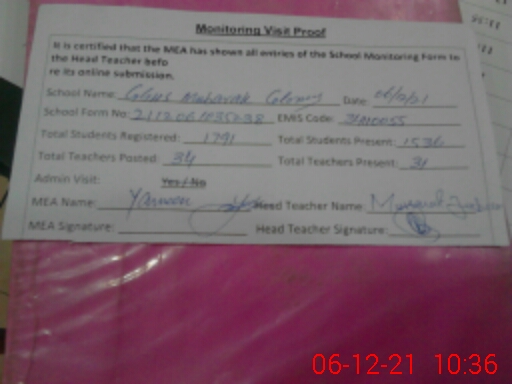 Monitoring Visit Proof
It is certified that the MEA has shown all entries of the School Monitoring Form to
the Head Teacher befo
re its online submission.
School Name: Mubarak Colony Date:
School Form No: EMIS Code:
Total Students Registered: 1791 Total Students Present: 1536
Total Teachers Posted: 34 Total Teachers Present: 31
Admin Visit: Yes / No
MEA Name: Head Teacher Name:
MEA Signature: Head Teacher Signature:
06-12-21 10:36